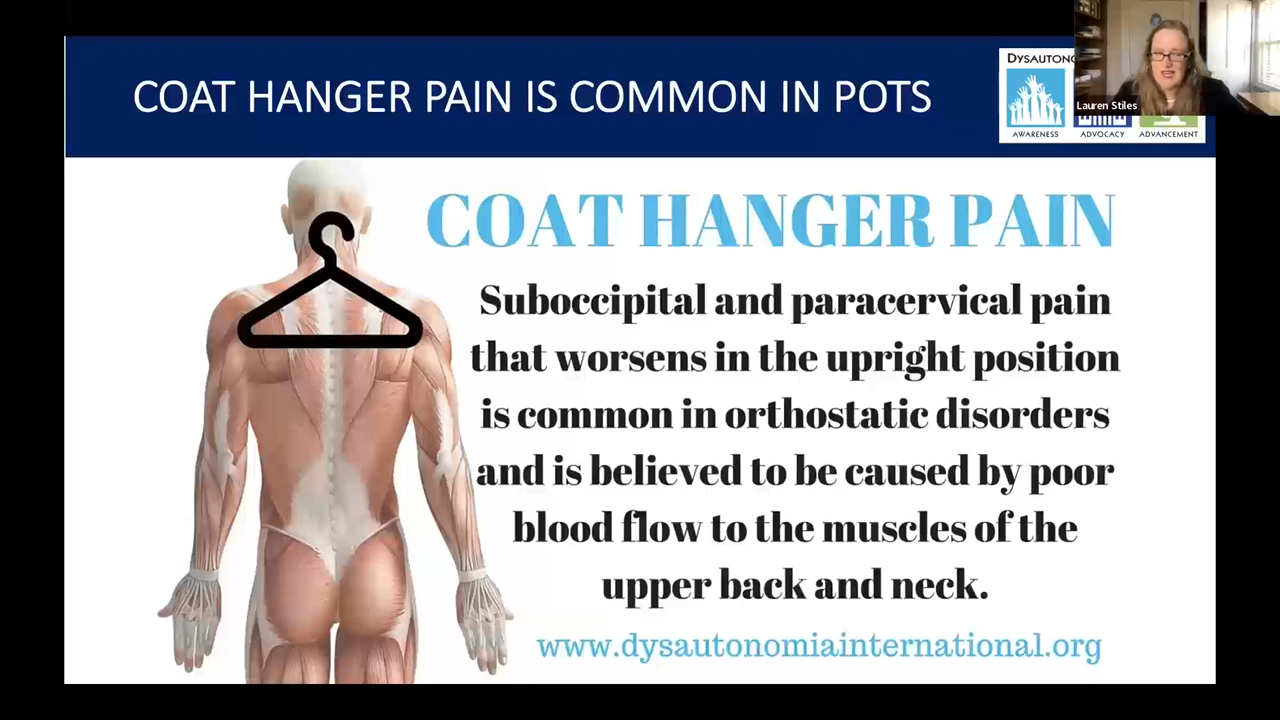 COAT HANGER PAIN IS COMMON IN POTS
DYSAUTONO
AWARENESS
ADVOCACY
ADVANCEMENT
Lauren Stiles
COAT HANGER PAIN
Suboccipital and paracervical pain
that worsens in the upright position
is common in orthostatic disorders
and is believed to be caused by poor
blood flow to the muscles of the
upper back and neck.
www.dysautonomiainternational.org